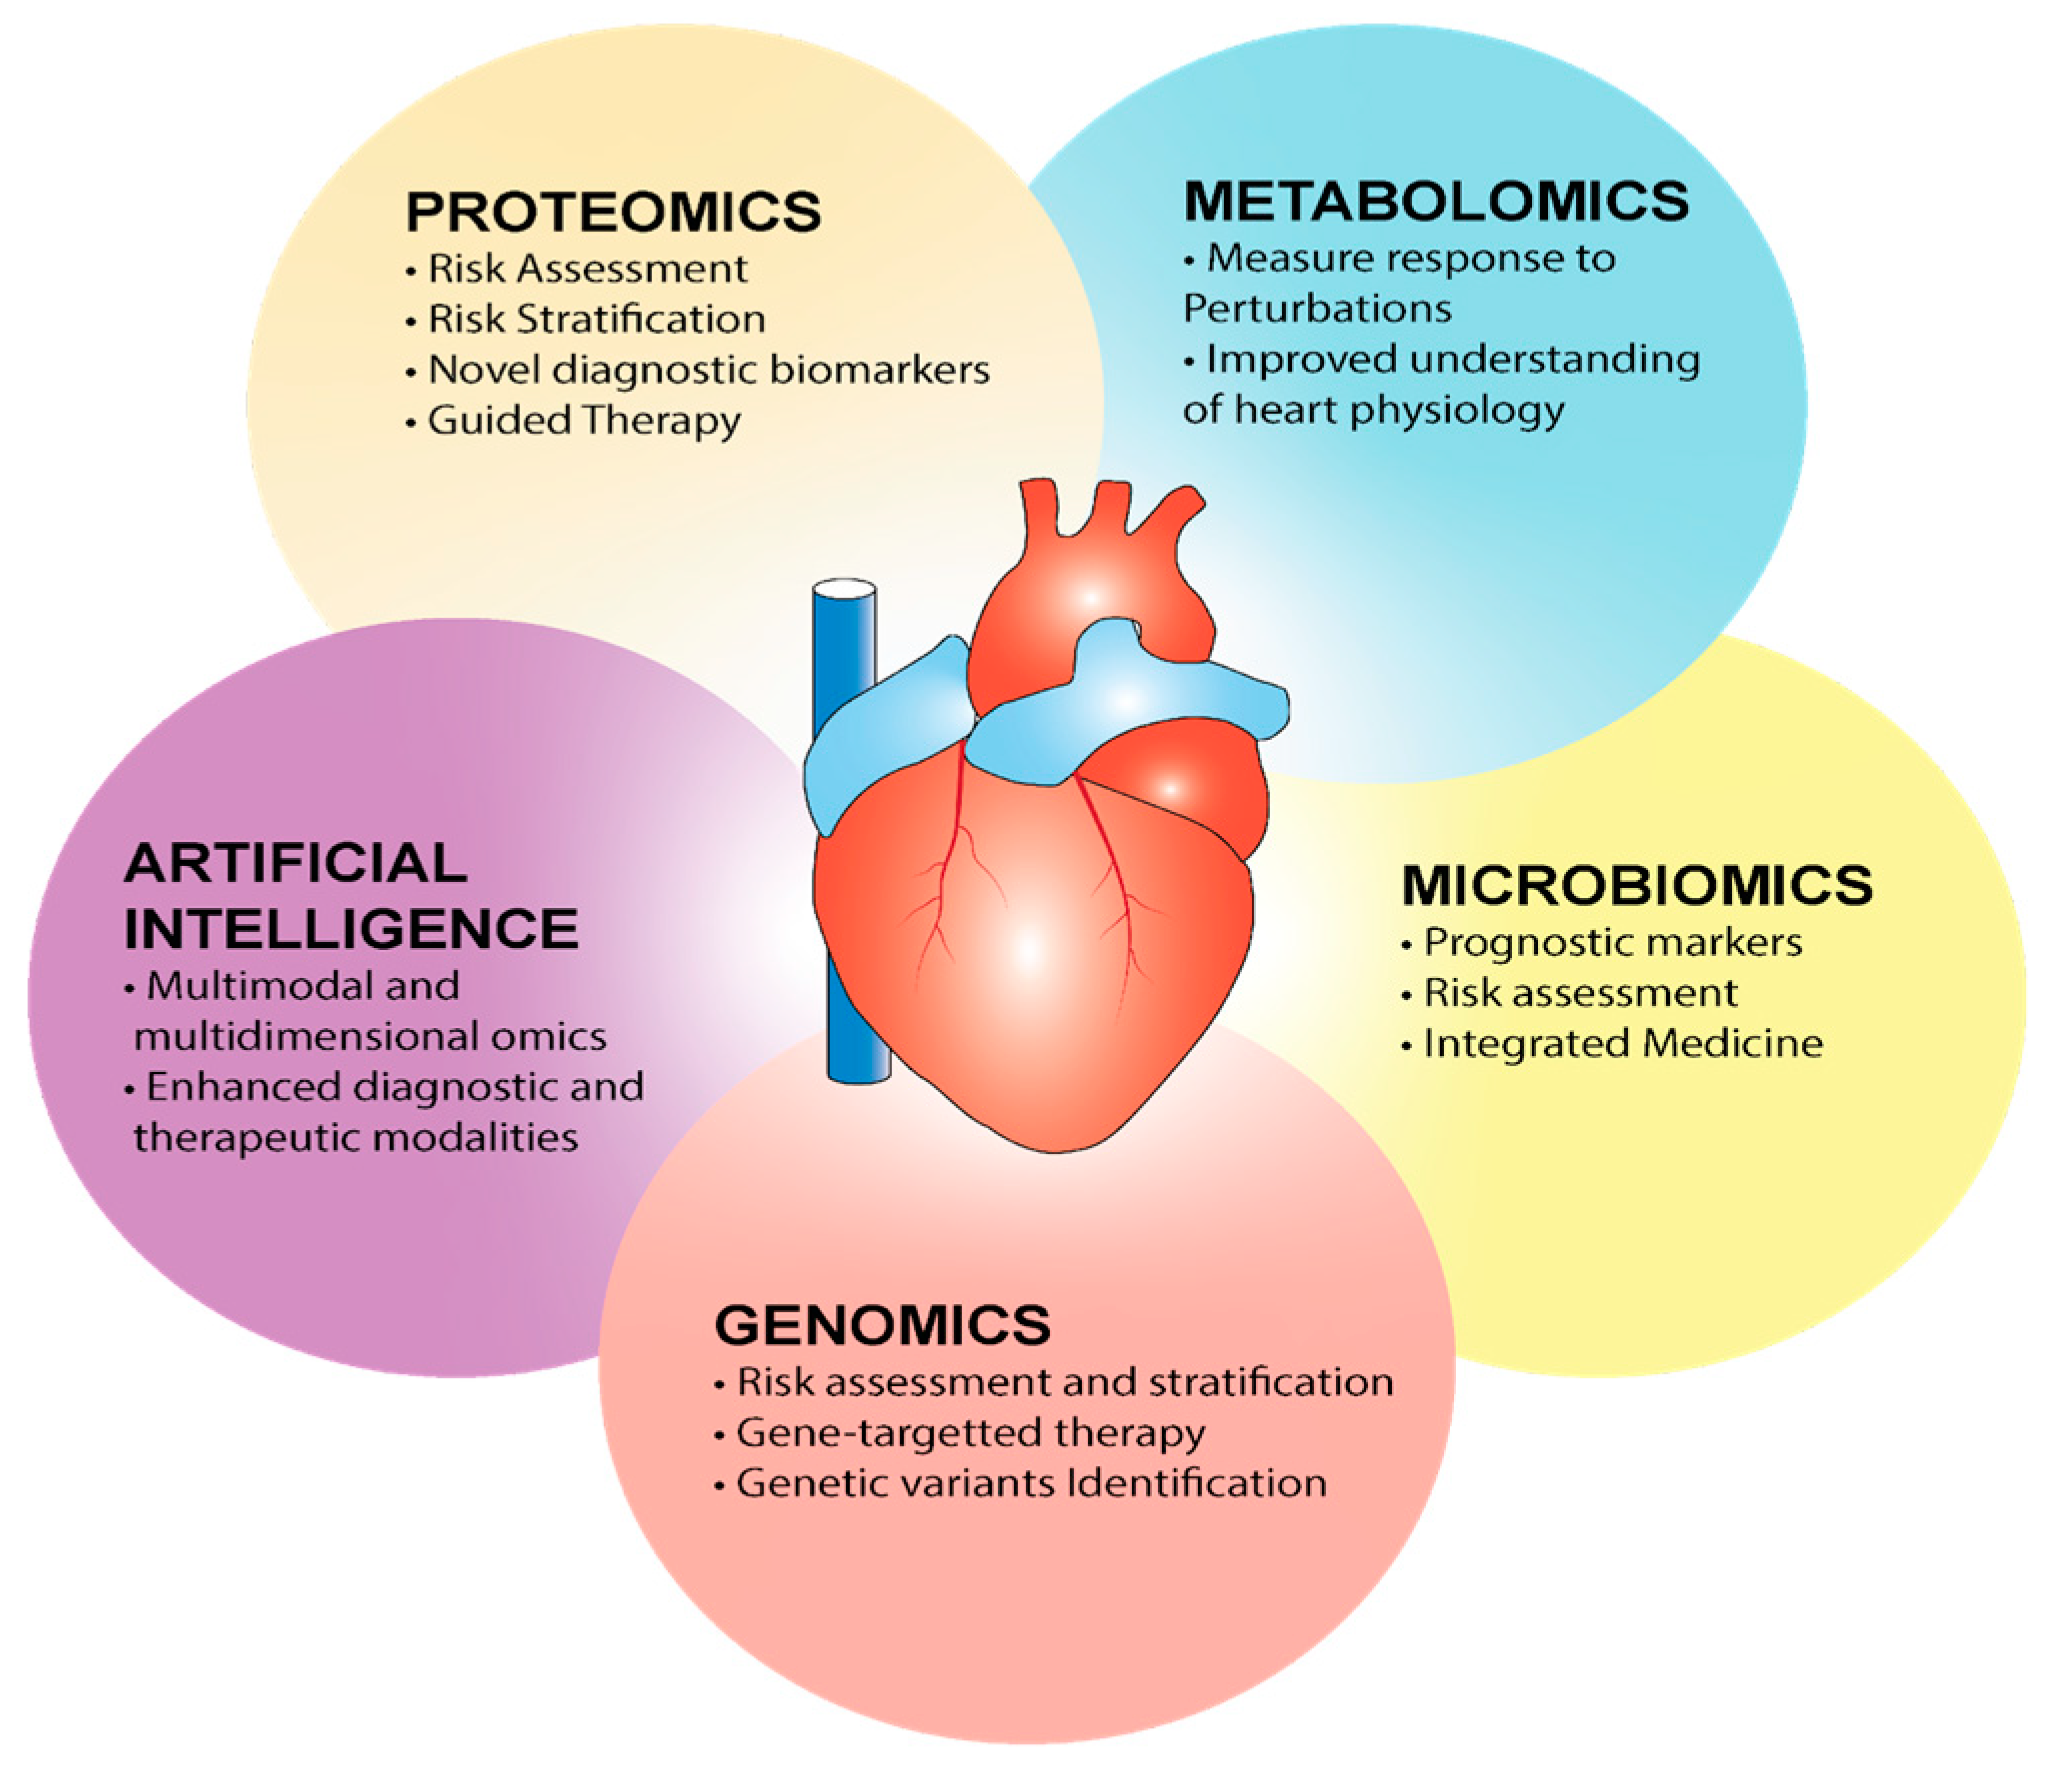 PROTEOMICS
• Risk Assessment
• Risk Stratification
• Novel diagnostic biomarkers
• Guided Therapy
METABOLOMICS
• Measure response to
Perturbations
• Improved understanding
of heart physiology
ARTIFICIAL
INTELLIGENCE
• Multimodal and
multidimensional omics
• Enhanced diagnostic and
therapeutic modalities
MICROBIOMICS
• Prognostic markers
• Risk assessment
• Integrated Medicine
GENOMICS
• Risk assessment and stratification
• Gene-targetted therapy
• Genetic variants Identification